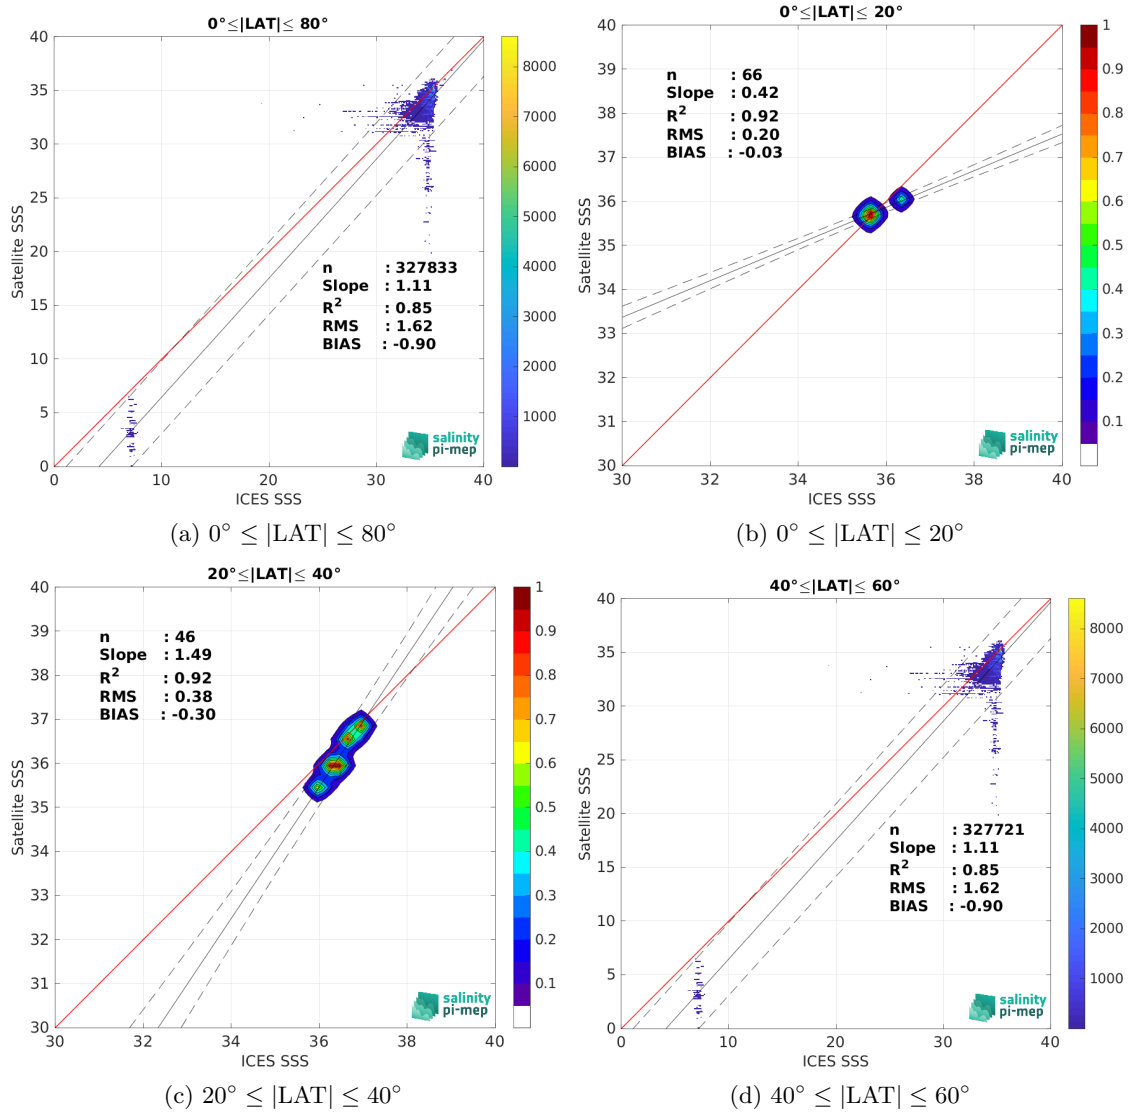 0°≤|LAT|≤ 80°
Satellite SSS
40
35
30
25
20
15
10
5
0
n : 327833
Slope : 1.11
R² : 0.85
RMS : 1.62
BIAS : -0.90
salinity
pi-mep
0 10 20 30 40
ICES SSS
8000
7000
6000
5000
4000
3000
2000
1000
(a) 0° ≤ |LAT| ≤ 80°
0°≤|LAT|≤ 20°
Satellite SSS
40
39
38
37
36
35
34
33
32
31
30
n : 66
Slope : 0.42
R² : 0.92
RMS : 0.20
BIAS : -0.03
salinity
pi-mep
30 32 34 36 38 40
ICES SSS
1
0.9
0.8
0.7
0.6
0.5
0.4
0.3
0.2
0.1
(b) 0° ≤ |LAT| ≤ 20°
20°≤|LAT|≤ 40°
Satellite SSS
40
39
38
37
36
35
34
33
32
31
30
n : 46
Slope : 1.49
R² : 0.92
RMS : 0.38
BIAS : -0.30
salinity
pi-mep
30 32 34 36 38 40
ICES SSS
1
0.9
0.8
0.7
0.6
0.5
0.4
0.3
0.2
0.1
(c) 20° ≤ |LAT| ≤ 40°
40°≤|LAT|≤ 60°
Satellite SSS
40
35
30
25
20
15
10
5
0
n : 327721
Slope : 1.11
R² : 0.85
RMS : 1.62
BIAS : -0.90
salinity
pi-mep
0 10 20 30 40
ICES SSS
8000
7000
6000
5000
4000
3000
2000
1000
(d) 40° ≤ |LAT| ≤ 60°